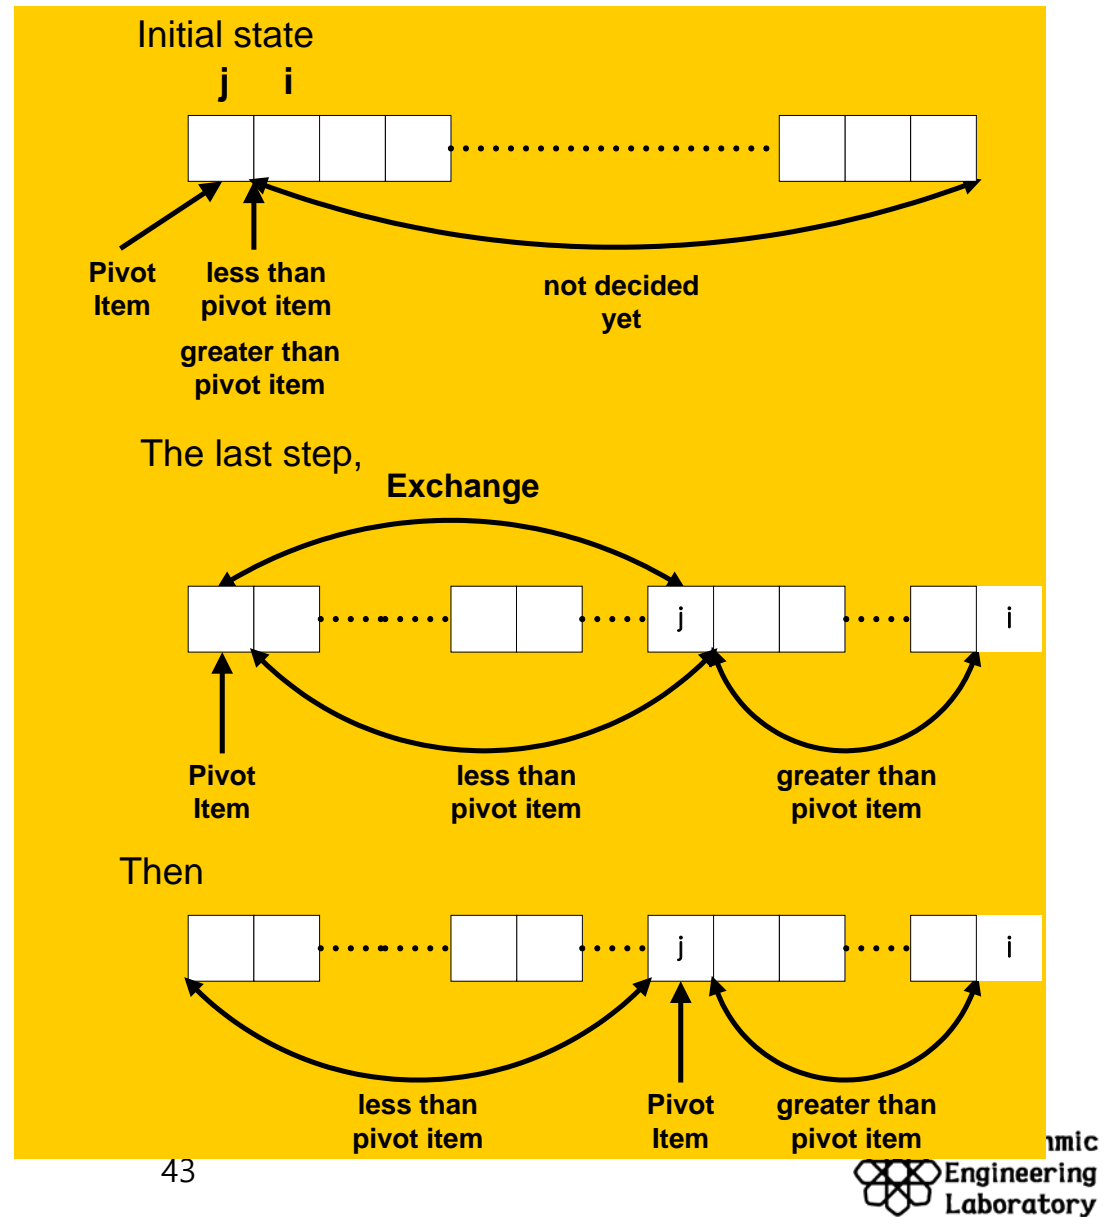 Initial state
j i
Pivot
Item
less than
pivot item
greater than
pivot item
not decided
yet
The last step,
Exchange
j i
Pivot
Item
less than
pivot item
greater than
pivot item
Then
j i
less than
pivot item
Pivot
Item
greater than
pivot item
43
Engineering
Laboratory